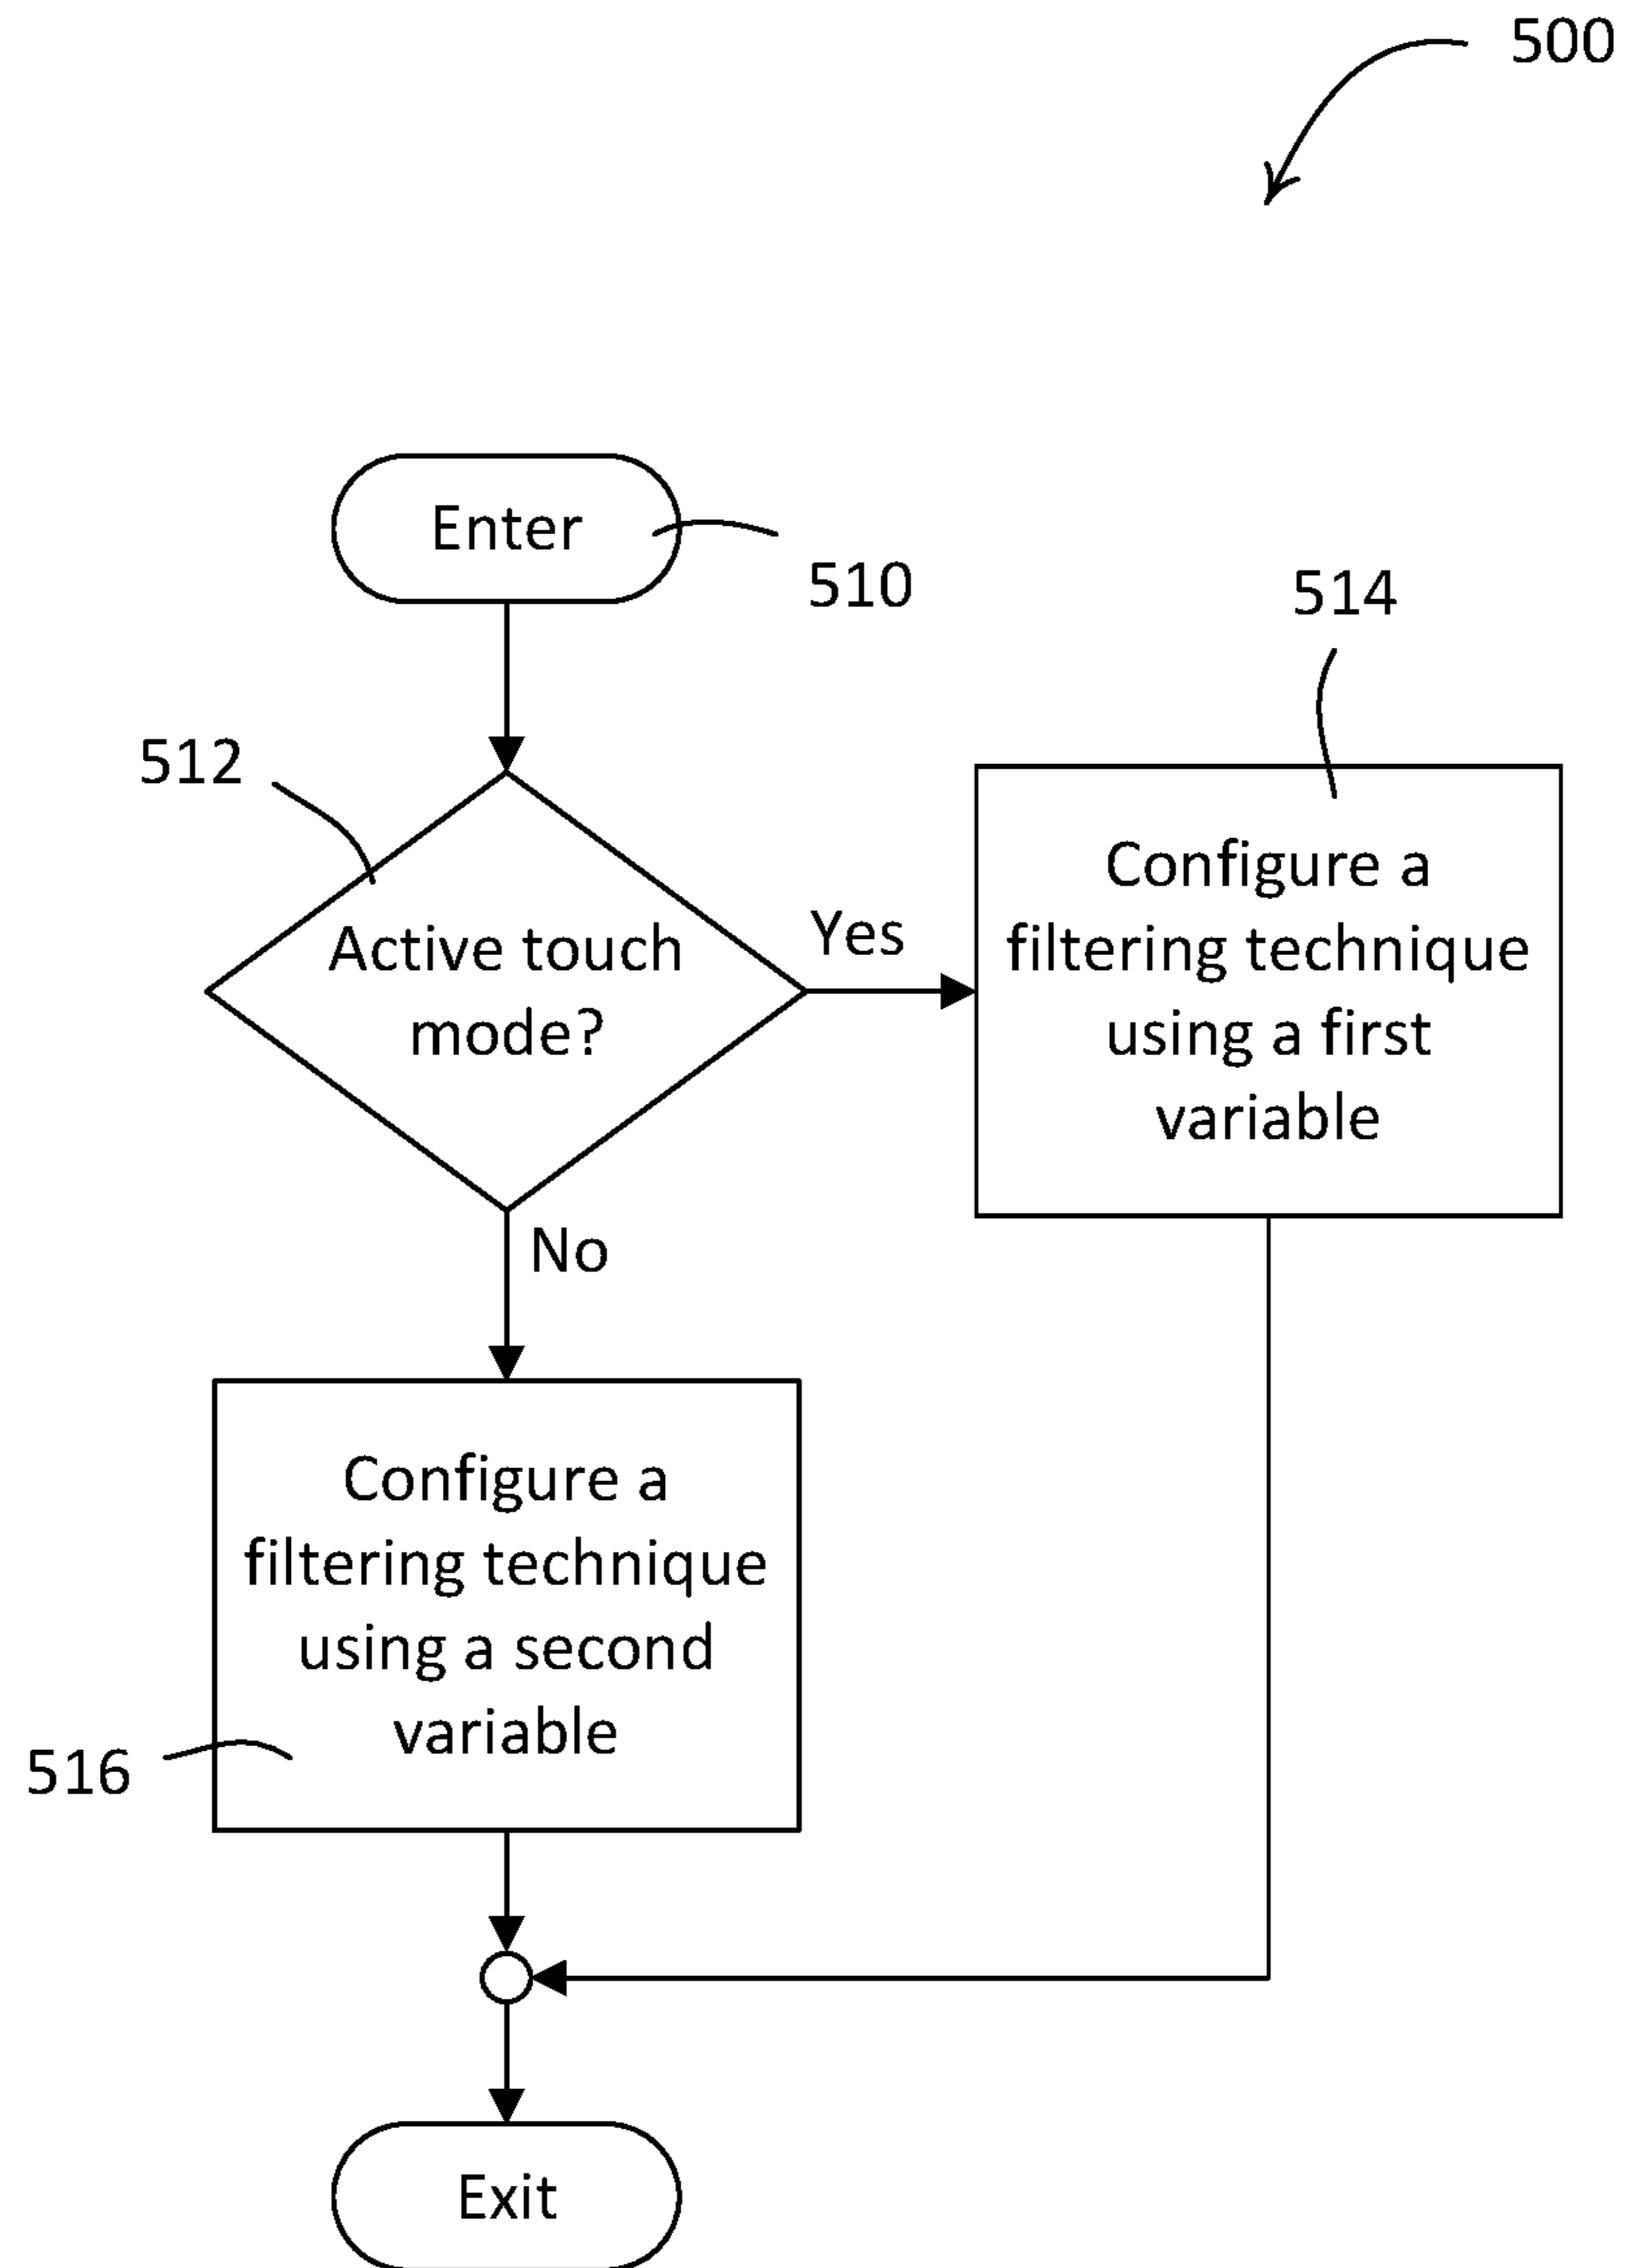 500
Enter
510
514
512
Configure a
filtering technique
using a first
variable
Active touch
mode?
Yes
No
Configure a
filtering technique
using a second
variable
516
Exit